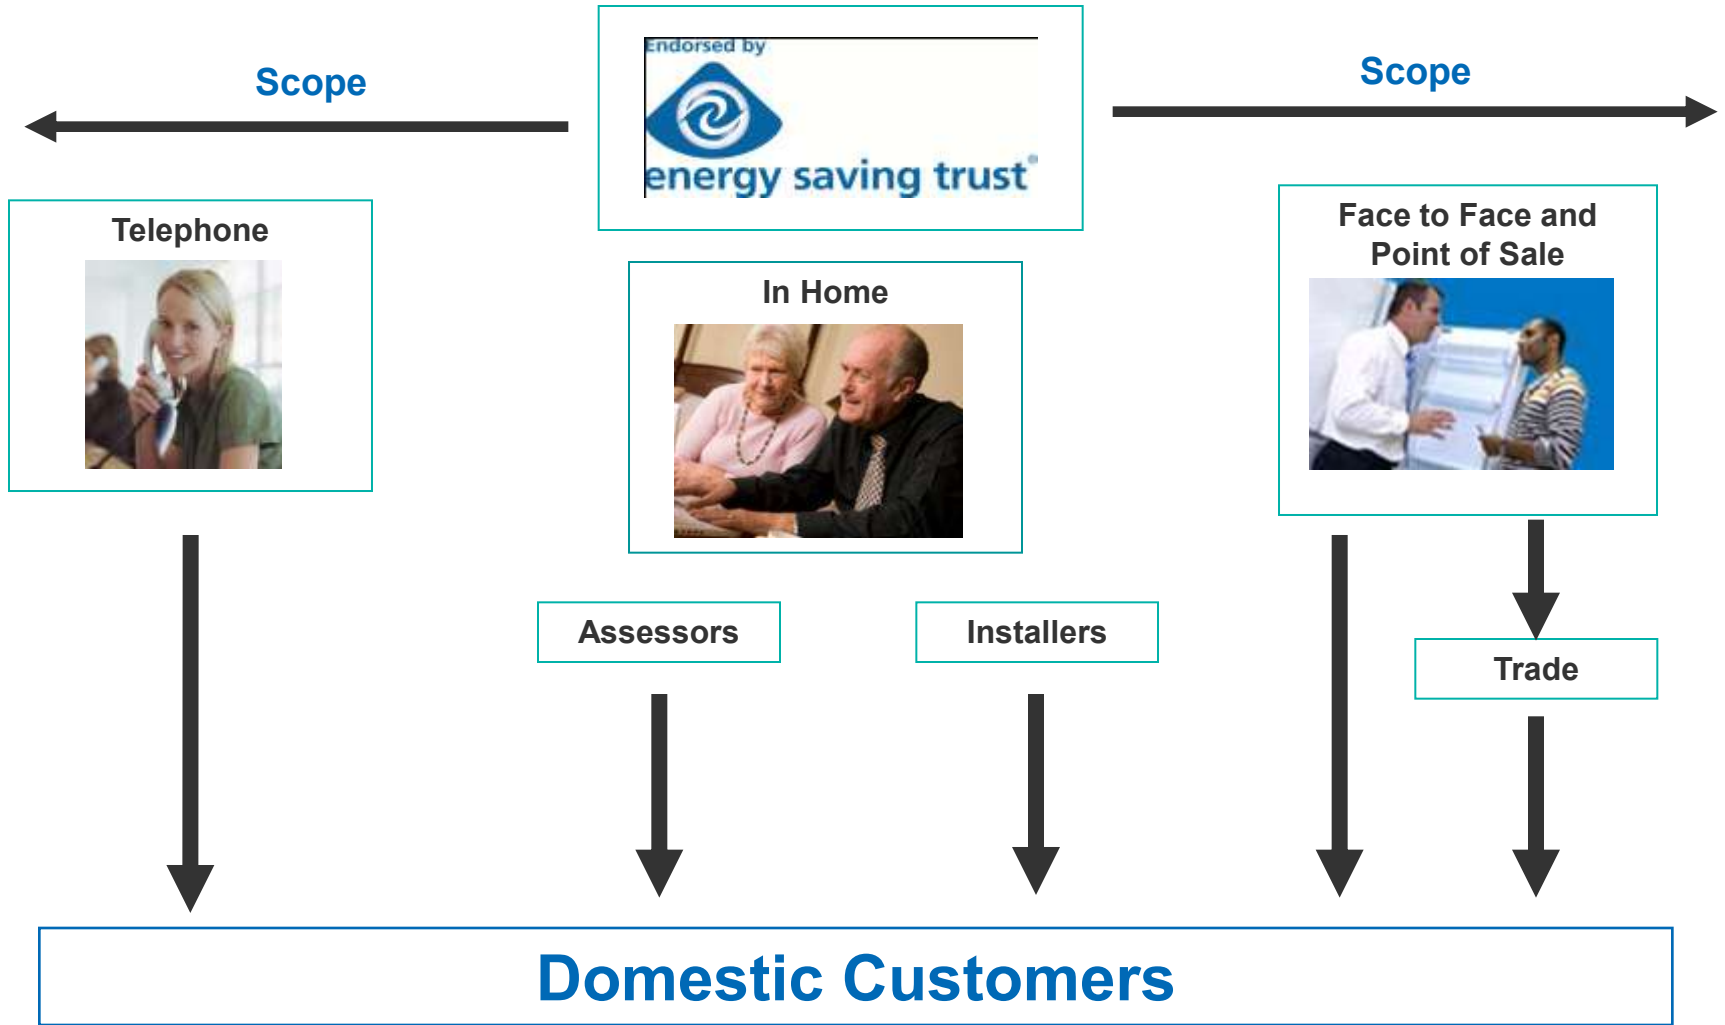 Endorsed by
energy saving trust®
Scope
Scope
Telephone
In Home
Face to Face and
Point of Sale
Assessors
Installers
Trade
Domestic Customers